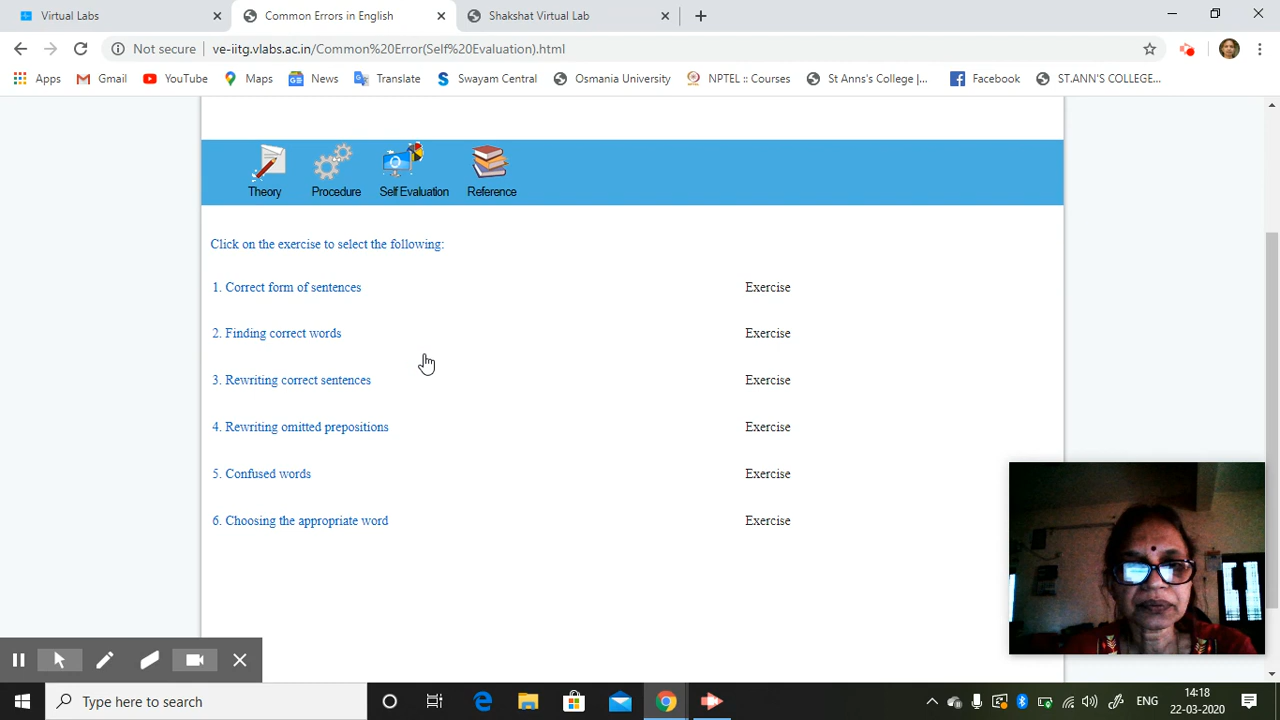 Virtual Labs
Common Errors in English
Shakshat Virtual Lab
Not secure
ve-iitg.vlabs.ac.in/Common%20Error(Self%20Evaluation).html
Apps
Gmail
YouTube
Maps
News
Translate
Swayam Central
Osmania University
NPTEL :: Courses
St Anns's College |...
Facebook
ST.ANN'S COLLEGE...
Theory
Procedure
Self Evaluation
Reference
Click on the exercise to select the following:
1. Correct form of sentences Exercise
2. Finding correct words Exercise
3. Rewriting correct sentences Exercise
4. Rewriting omitted prepositions Exercise
5. Confused words Exercise
6. Choosing the appropriate word Exercise
Type here to search
ENG
14:18
22-03-2020